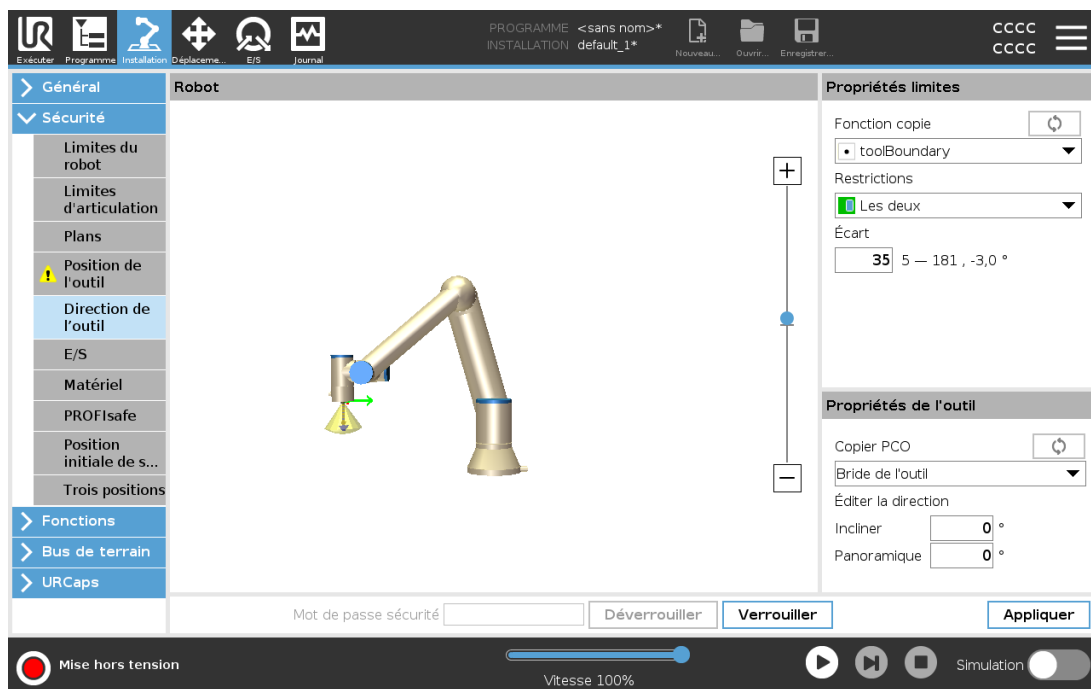 PROGRAMME <sans nom>*
INSTALLATION default_1*
Nouveau...
Ouvrir...
Enregistrer...
CCCC
CCCC
Exécuter
Programme
Installation
Déplaceme...
E/S
Journal
Général
Sécurité
Limites du
robot
Limites
d'articulation
Plans
Position de
l'outil
Direction de
l’outil
E/S
Matériel
PROFIsafe
Position
initiale de s...
Trois positions
Fonctions
Bus de terrain
URCaps
Robot
Propriétés limites
Fonction copie
toolBoundary
Restrictions
Les deux
Écart
35 5 — 181 , -3,0 °
Propriétés de l'outil
Copier PCO
Bride de l'outil
Éditer la direction
Incliner 0 °
Panoramique 0 °
Mot de passe sécurité
Déverrouiller
Verrouiller
Appliquer
Mise hors tension
Vitesse 100%
Simulation